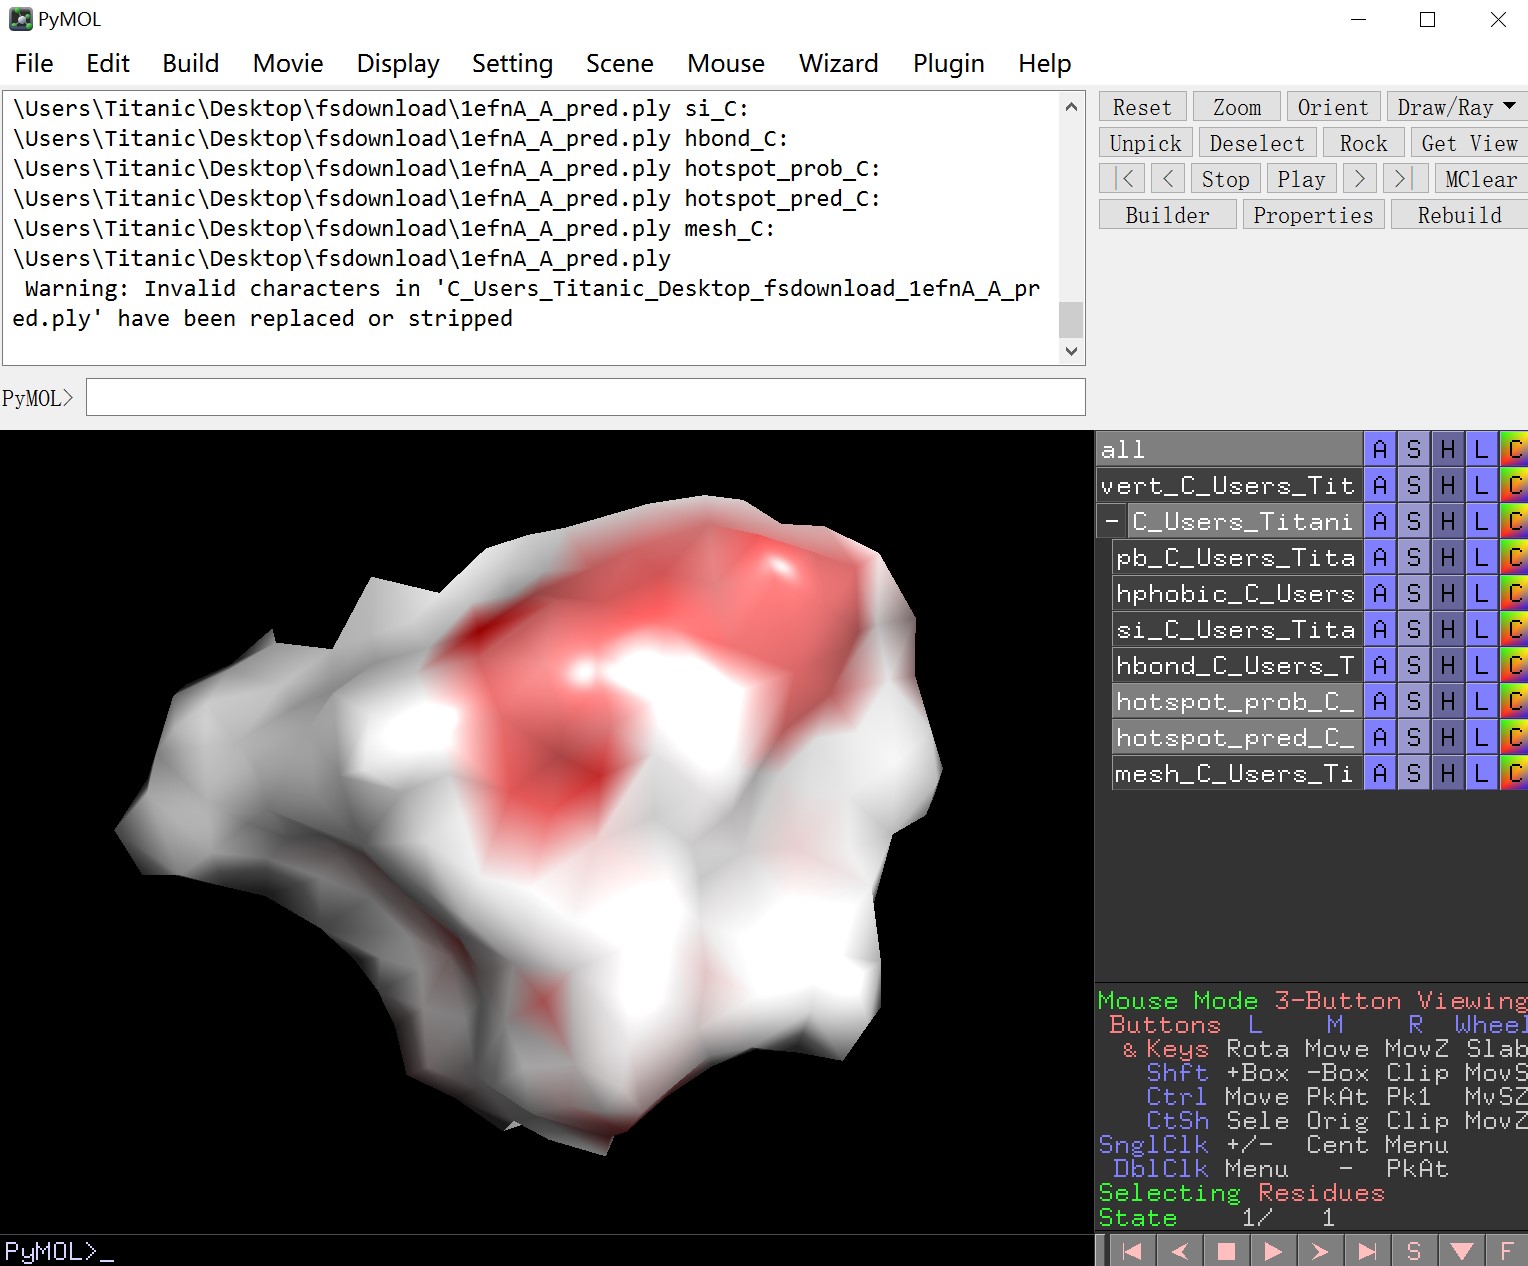 PyMOL
File Edit Build Movie Display Setting Scene Mouse Wizard Plugin Help
\Users\Titanic\Desktop\fsdownload\1efnA_A_pred.ply si_C:
\Users\Titanic\Desktop\fsdownload\1efnA_A_pred.ply hbond_C:
\Users\Titanic\Desktop\fsdownload\1efnA_A_pred.ply hotspot_prob_C:
\Users\Titanic\Desktop\fsdownload\1efnA_A_pred.ply hotspot_pred_C:
\Users\Titanic\Desktop\fsdownload\1efnA_A_pred.ply mesh_C:
\Users\Titanic\Desktop\fsdownload\1efnA_A_pred.ply
Warning: Invalid characters in 'C_Users_Titanic_Desktop_fsdownload_1efnA_A_pr
ed.ply' have been replaced or stripped
PyMOL>
Reset Zoom Orient Draw/Ray
Unpick Deselect Rock Get View
|< < Stop Play > >| MClear
Builder Properties Rebuild
all A S H L C
vert_C_Users_Tit A S H L C
- C_Users_Titani A S H L C
pb_C_Users_Tita A S H L C
hphobic_C_Users A S H L C
si_C_Users_Tita A S H L C
hbond_C_Users_T A S H L C
hotspot_prob_C_ A S H L C
hotspot_pred_C_ A S H L C
mesh_C_Users_Ti A S H L C
Mouse Mode 3-Button Viewing
Buttons L M R Wheel
& Keys Rota Move MovZ Slab
Shft +Box -Box Clip MovS
Ctrl Move PkAt Pk1 MvSZ
CtSh Sele Orig Clip MovZ
SnglClk +/- Cent Menu
DblClk Menu - PkAt
Selecting Residues
State 1/ 1
S F
PyMOL>_